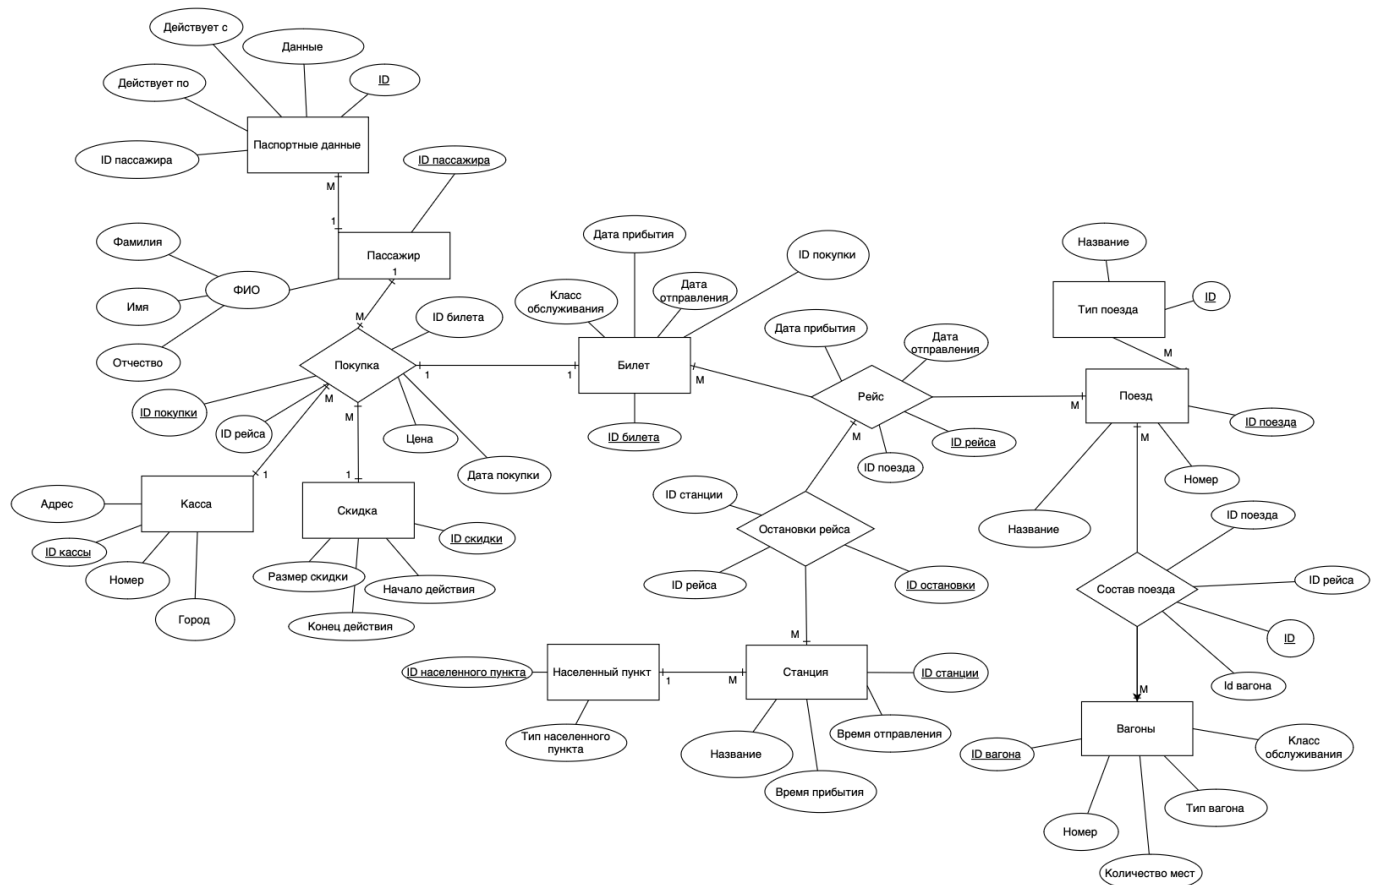 Действует с
Данные
Действует по
ID
ID пассажира
Паспортные данные
ID пассажира
M
1
Фамилия
Пассажир
1
ФИО
Имя
Отчество
M
Покупка
ID билета
1
1
ID покупки
ID рейса
M
M
Цена
Дата покупки
1
1
Адрес
Касса
ID кассы
Номер
Город
Скидка
ID скидки
Размер скидки
Начало действия
Конец действия
Дата прибытия
ID покупки
Дата
отправления
Класс
обслуживания
Билет
M
ID билета
Дата прибытия
Дата
отправления
Рейс
M
M
ID рейса
ID поезда
Название
Тип поезда
ID
M
Поезд
ID поезда
M
Номер
Название
ID станции
Остановки рейса
ID рейса
ID остановки
M
ID поезда
Состав поезда
ID рейса
ID
Id вагона
M
ID населенного пункта
Населенный пункт
1
M
Станция
ID станции
Тип населенного
пункта
Название
Время отправления
Время прибытия
Вагоны
ID вагона
Класс
обслуживания
Тип вагона
Номер
Количество мест